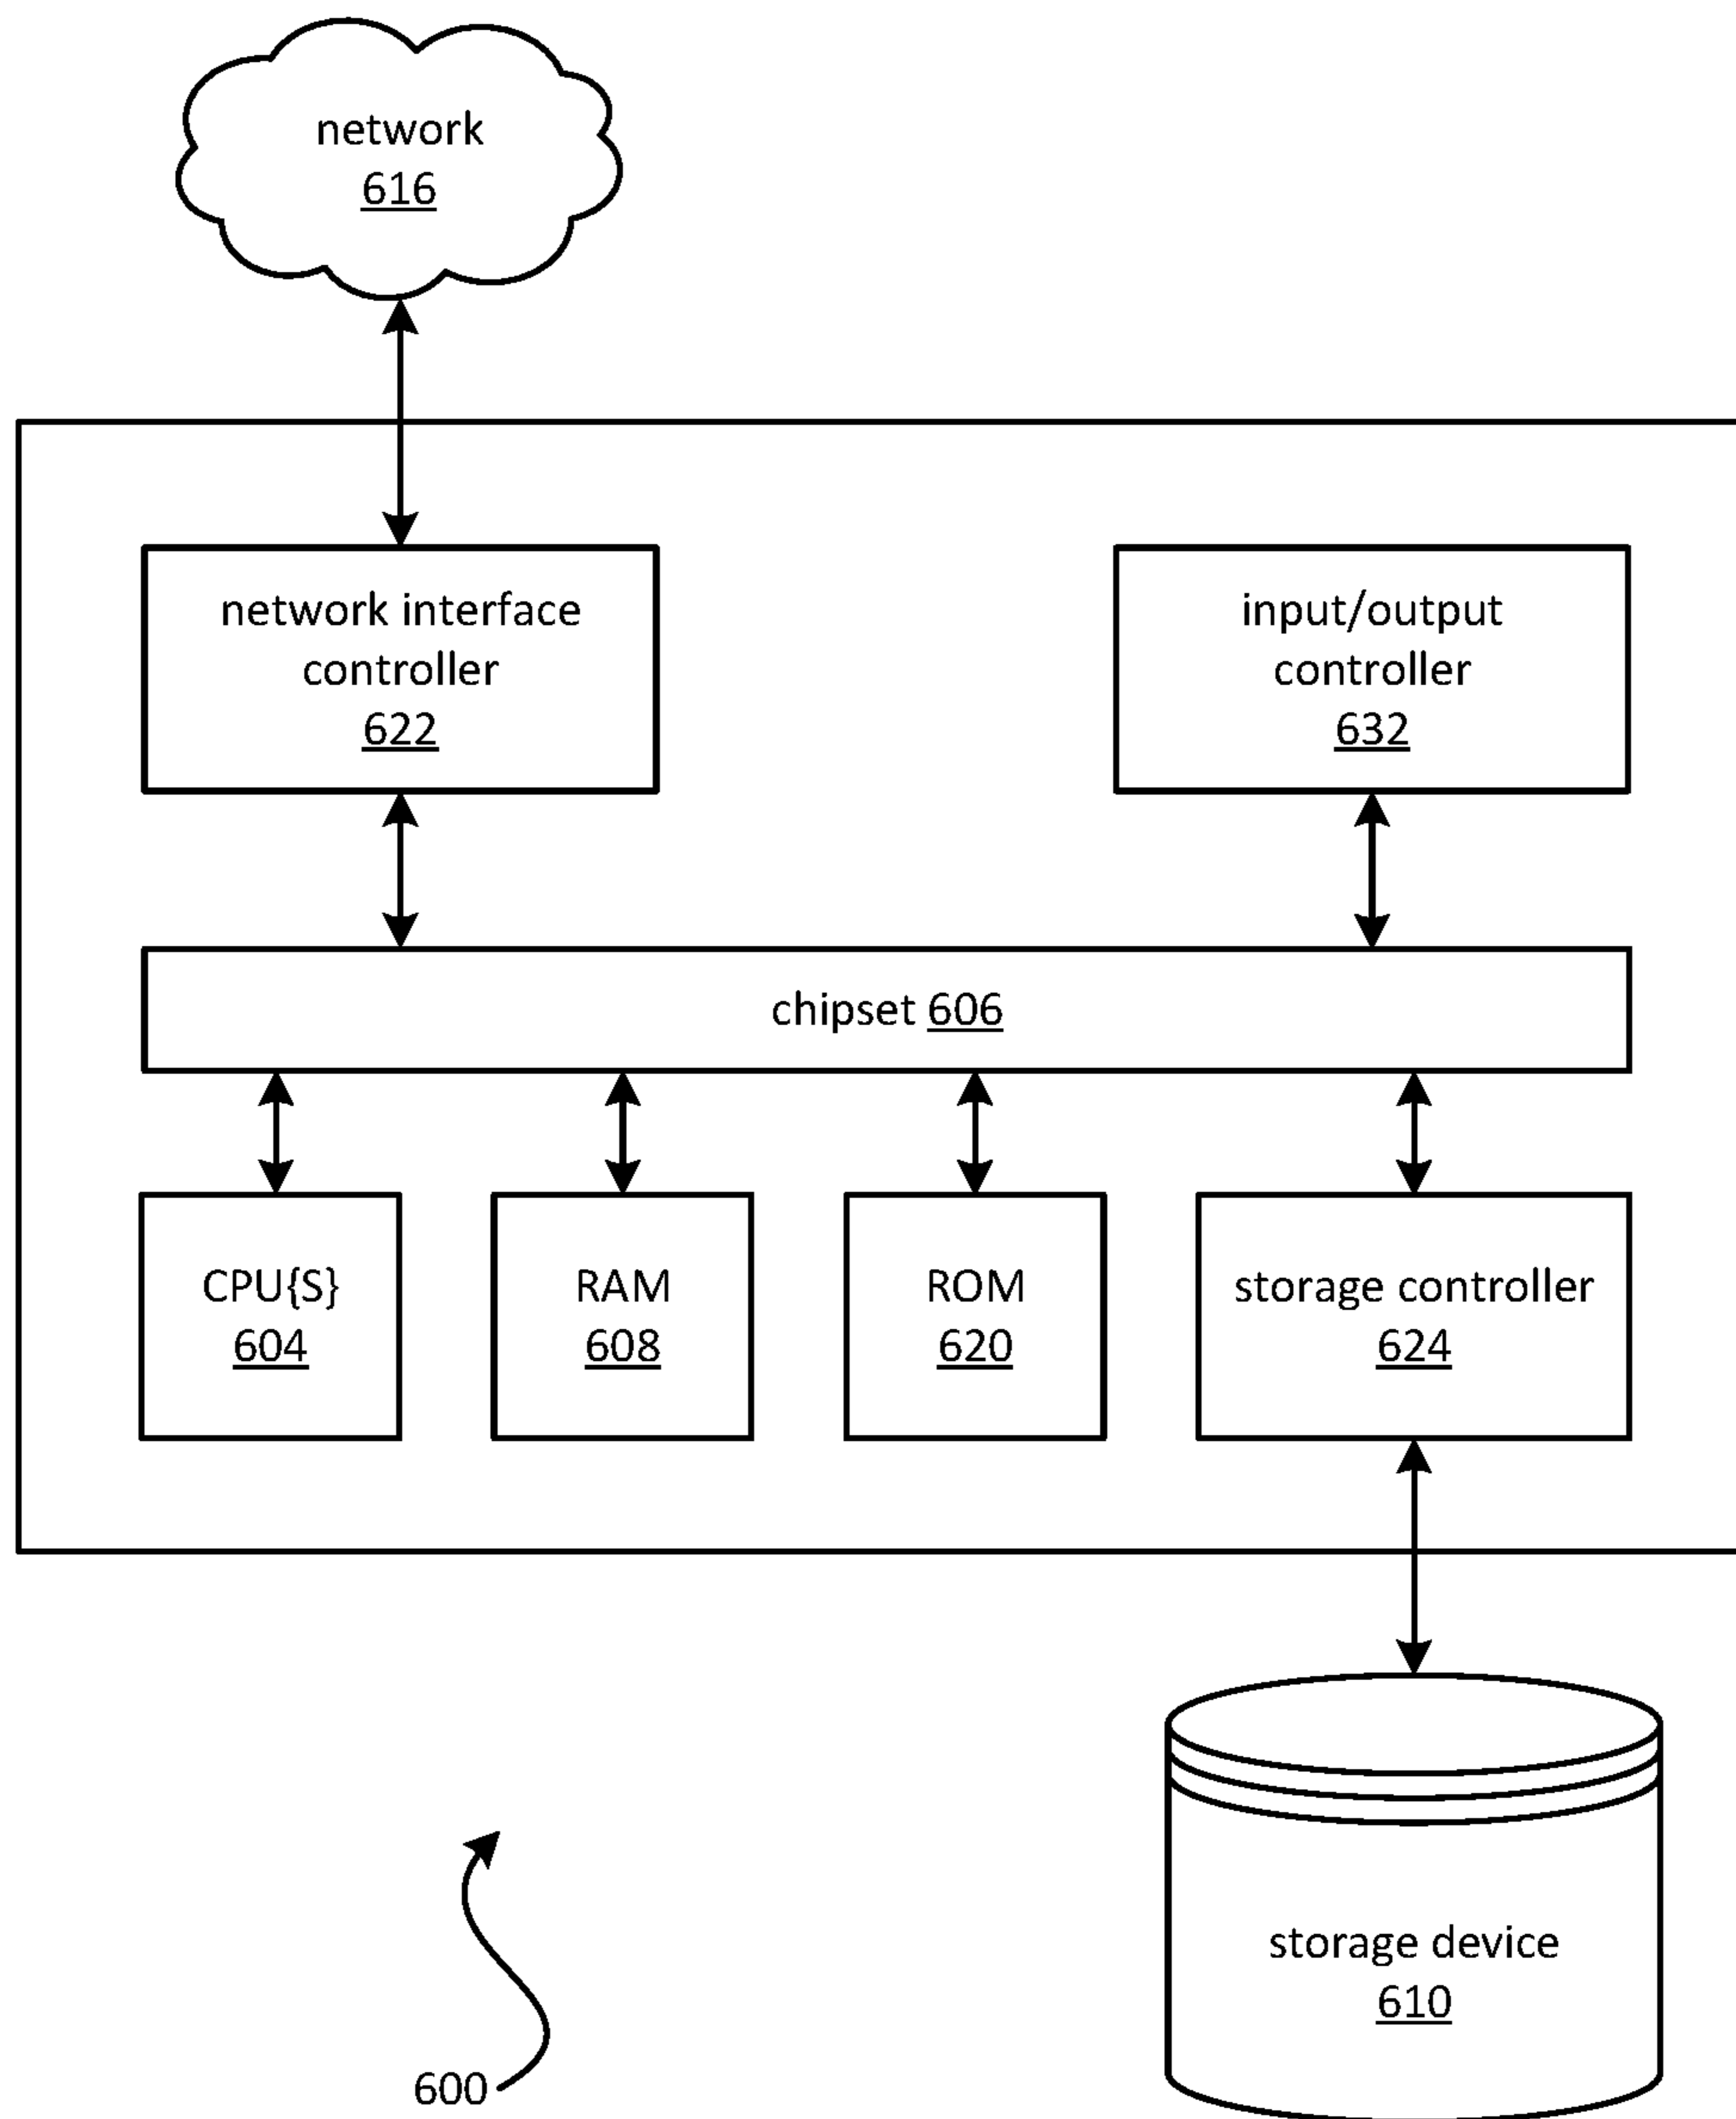 network
616
network interface
controller
622
input/output
controller
632
chipset 606
CPU{S}
604
RAM
608
ROM
620
storage controller
624
storage device
610
600